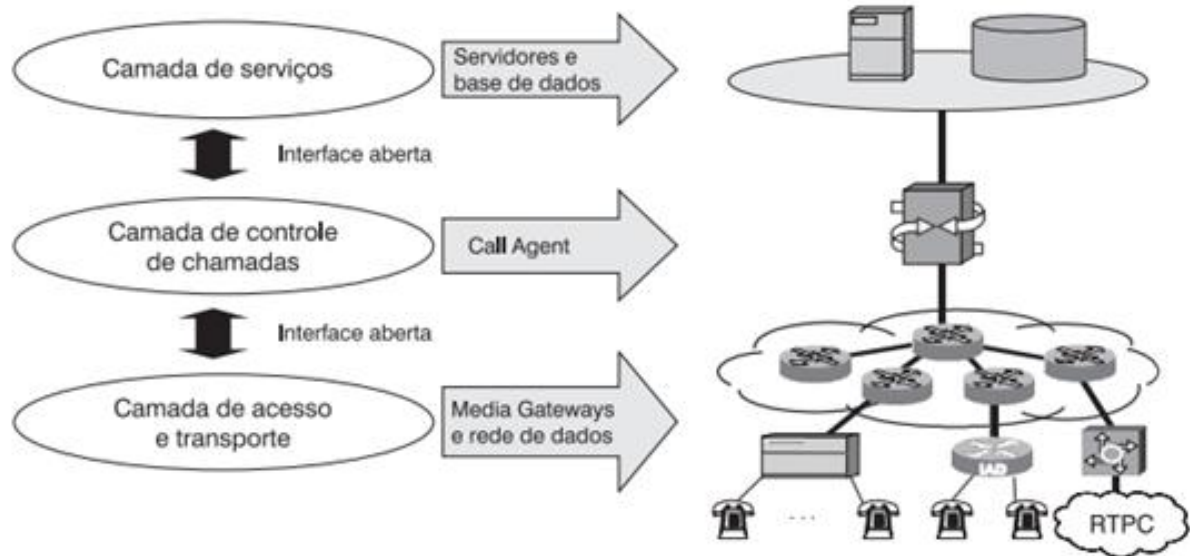 Camada de serviços
Servidores e
base de dados
Interface aberta
Camada de controle
de chamadas
Call Agent
Interface aberta
Camada de acesso
e transporte
Media Gateways
e rede de dados
IAD
. . .
RTPC